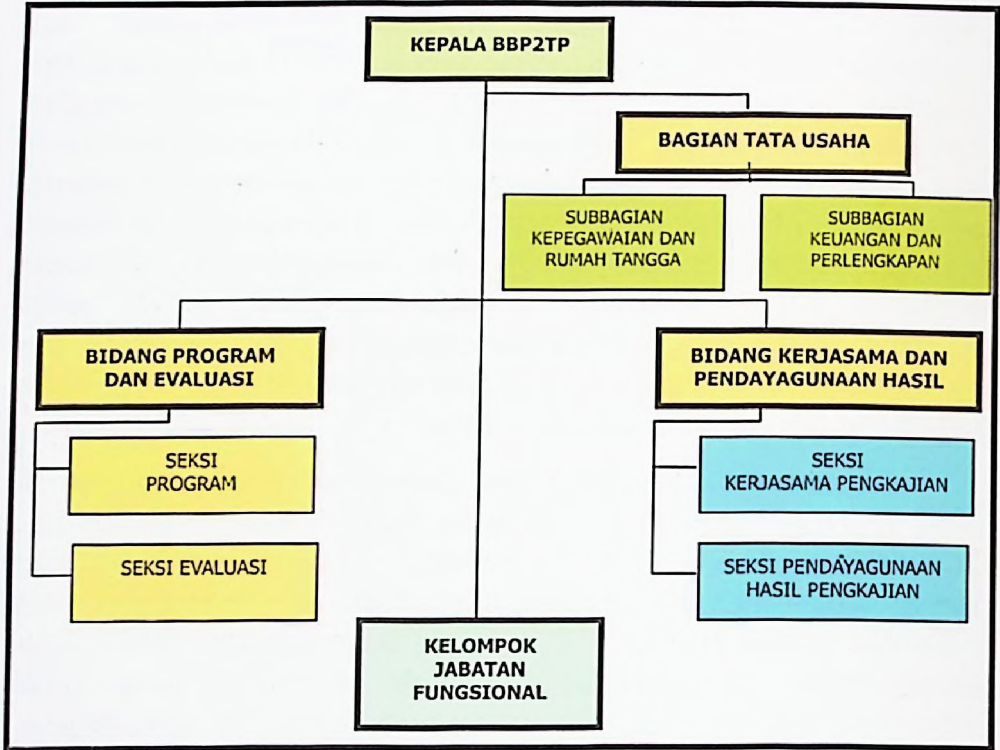 KEPALA BBP2TP
BAGIAN TATA USAHA
SUBBAGIAN
KEPEGAWAIAN DAN
RUMAH TANGGA
SUBBAGIAN
KEUANGAN DAN
PERLENGKAPAN
BIDANG PROGRAM
DAN EVALUASI
BIDANG KERJASAMA DAN
PENDAYAGUNAAN HASIL
SEKSI
PROGRAM
SEKSI EVALUASI
SEKSI
KERJASAMA PENGKAJIAN
SEKSI PENDAYAGUNAAN
HASIL PENGKAJIAN
KELOMPOK
JABATAN
FUNGSIONAL